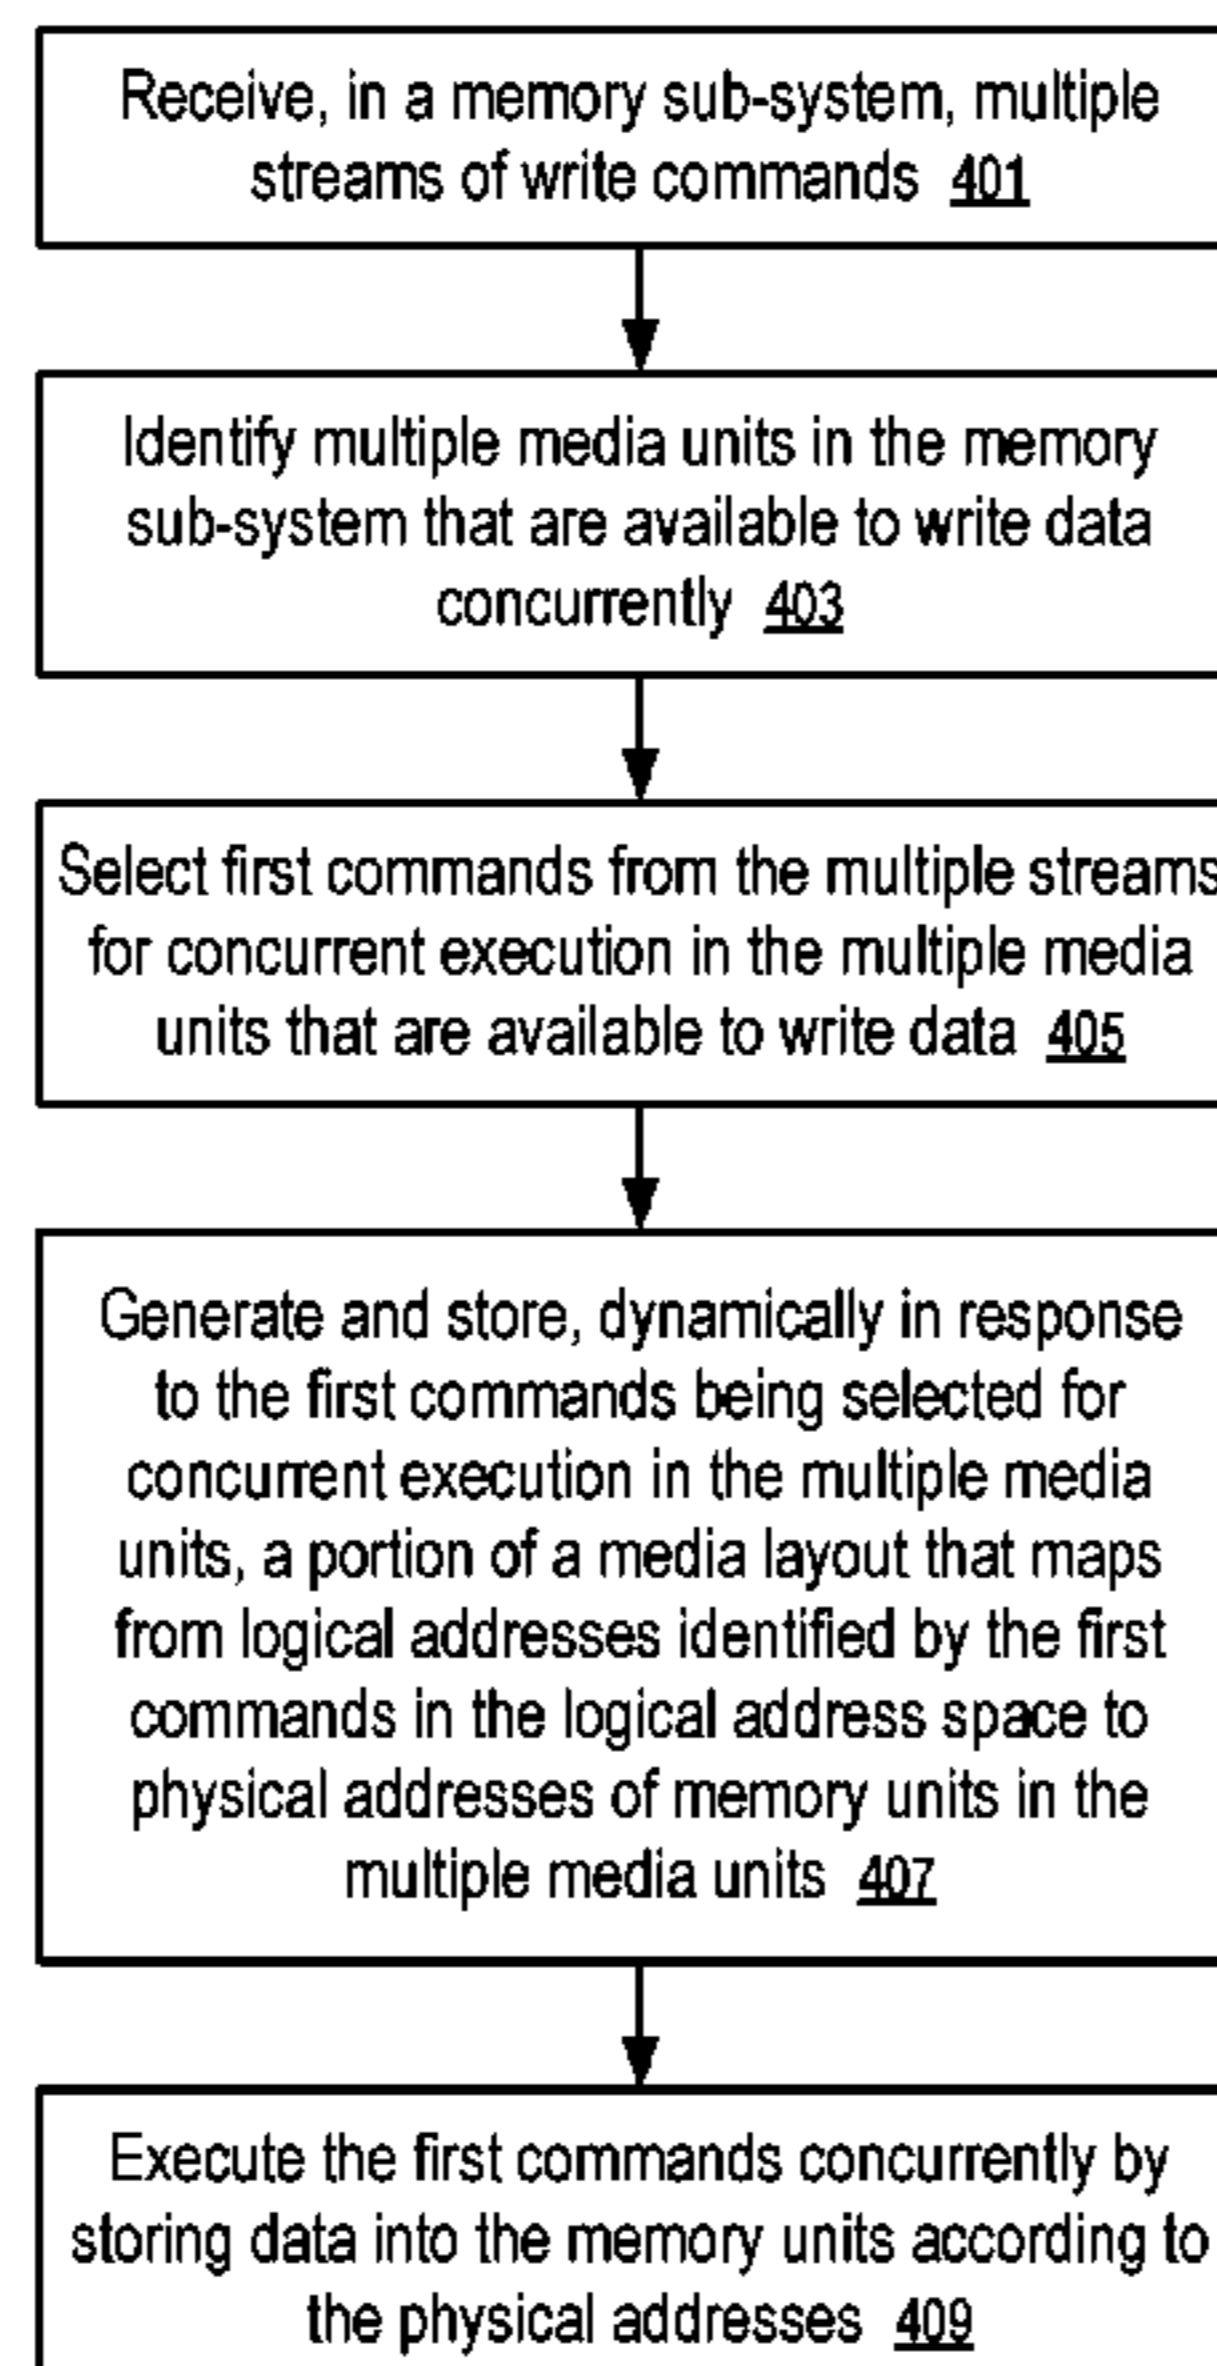 Receive, in a memory sub-system, multiple
streams of write commands 401
Identify multiple media units in the memory
sub-system that are available to write data
concurrently 403
Select first commands from the multiple streams
for concurrent execution in the multiple media
units that are available to write data 405
Generate and store, dynamically in response
to the first commands being selected for
concurrent execution in the multiple media
units, a portion of a media layout that maps
from logical addresses identified by the first
commands in the logical address space to
physical addresses of memory units in the
multiple media units 407
Execute the first commands concurrently by
storing data into the memory units according to
the physical addresses 409